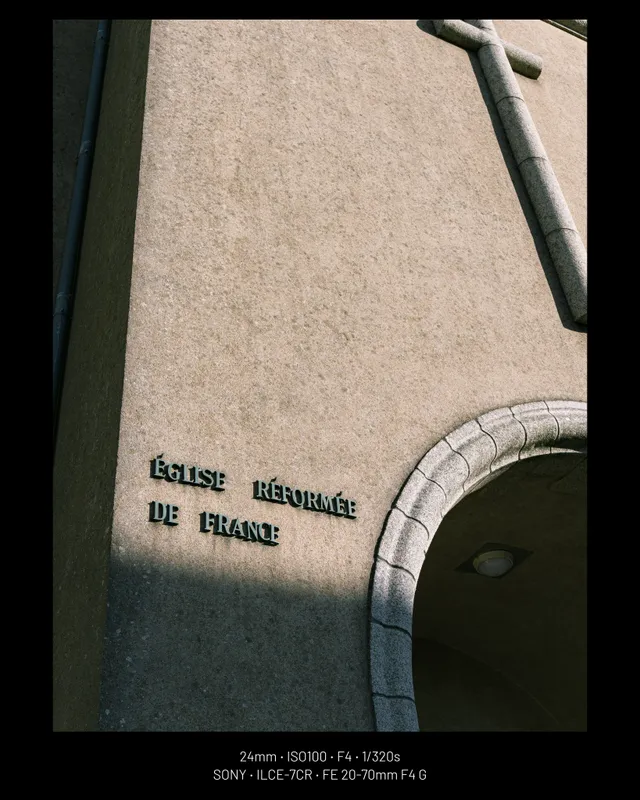 ÉGLISE RÉFORMÉE
DE FRANCE
24mm · ISO100 · F4 · 1/320s
SONY · ILCE-7CR · FE 20-70mm F4 G